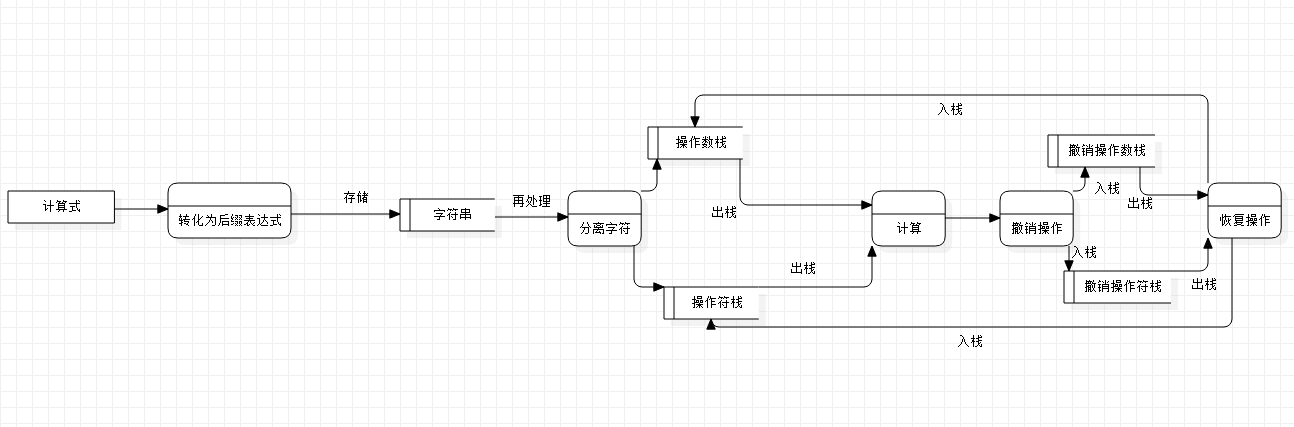 计算式
转化为后缀表达式
存储
字符串
再处理
分离字符
操作数栈
出栈
入栈
操作符栈
出栈
计算
撤销操作
撤销操作数栈
入栈
出栈
入栈
撤销操作符栈
出栈
恢复操作
入栈